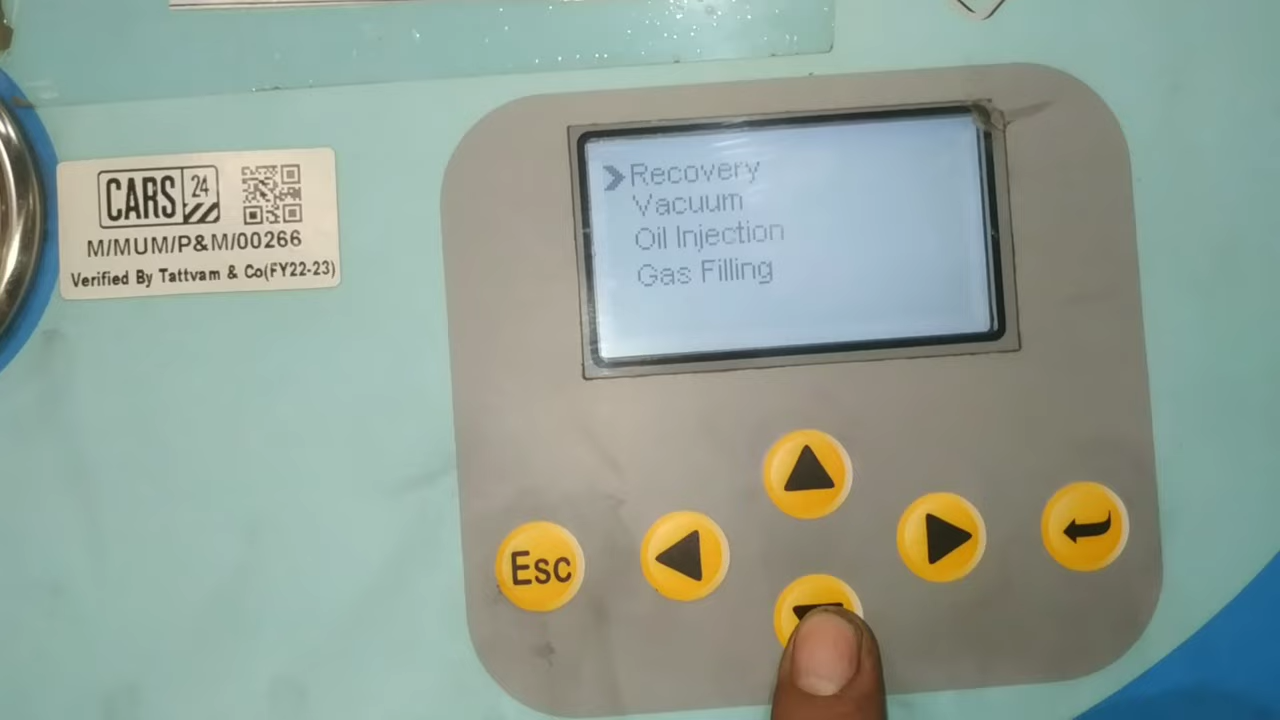 CARS 24
M/MUM/P&M/00266
Verified By Tattvam & Co(FY22-23)
Recovery
Vacuum
Oil Injection
Gas Filling
Esc